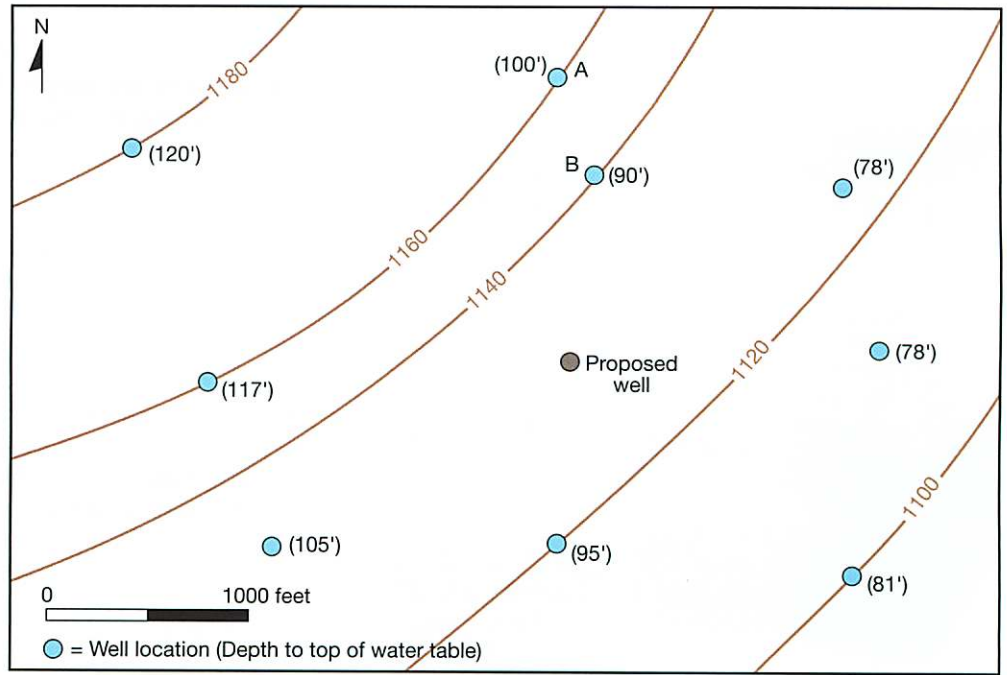 N
(100') A
1180
(120')
B (90')
(78')
1160
1140
1120
(78')
Proposed
well
(117')
1100
(105')
(95')
(81')
0 1000 feet
= Well location (Depth to top of water table)